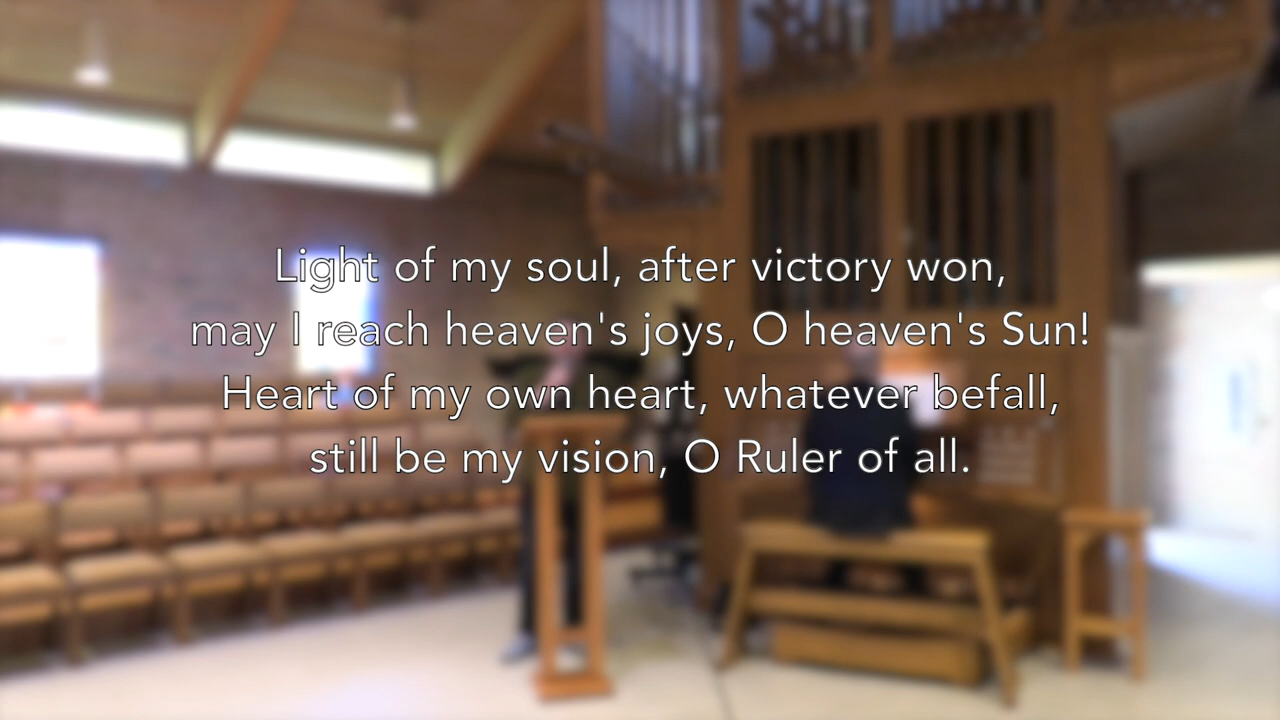 Light of my soul, after victory won,
may I reach heaven's joys, O heaven's Sun!
Heart of my own heart, whatever befall,
still be my vision, O Ruler of all.